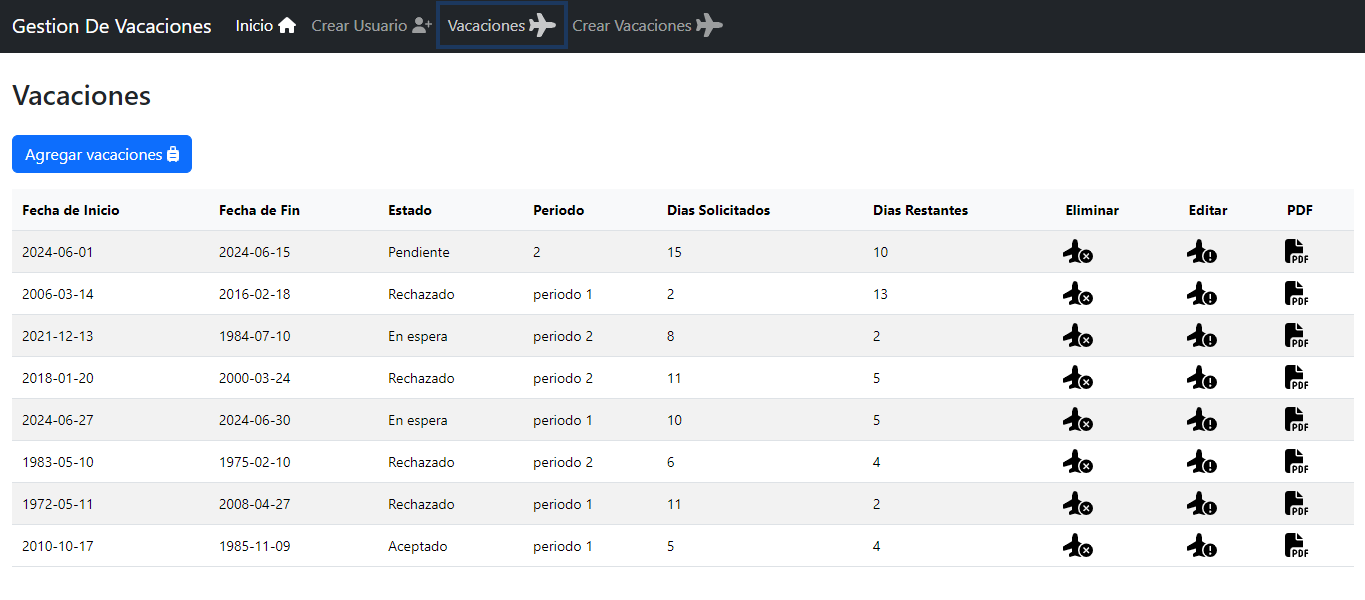 Gestion De Vacaciones Inicio Crear Usuario Vacaciones Crear Vacaciones
Vacaciones
Agregar vacaciones
Fecha de Inicio Fecha de Fin Estado Periodo Dias Solicitados Dias Restantes Eliminar Editar PDF
2024-06-01 2024-06-15 Pendiente 2 15 10 PDF
2006-03-14 2016-02-18 Rechazado periodo 1 2 13 PDF
2021-12-13 1984-07-10 En espera periodo 2 8 2 PDF
2018-01-20 2000-03-24 Rechazado periodo 2 11 5 PDF
2024-06-27 2024-06-30 En espera periodo 1 10 5 PDF
1983-05-10 1975-02-10 Rechazado periodo 2 6 4 PDF
1972-05-11 2008-04-27 Rechazado periodo 1 11 2 PDF
2010-10-17 1985-11-09 Aceptado periodo 1 5 4 PDF